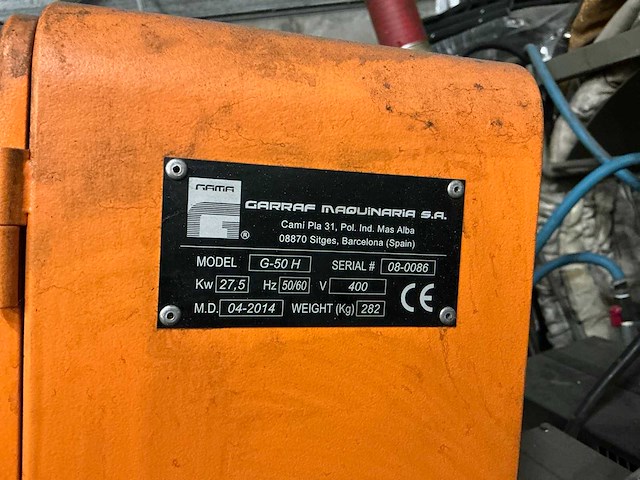 GAMA
G ®
GARRAF MAQUINARIA S.A.
Cami Pla 31, Pol. Ind. Mas Alba
08870 Sitges, Barcelona (Spain)
MODEL G-50 H SERIAL # 08-0086
Kw 27,5 Hz 50/60 V 400
M.D. 04-2014 WEIGHT (Kg) 282 CE